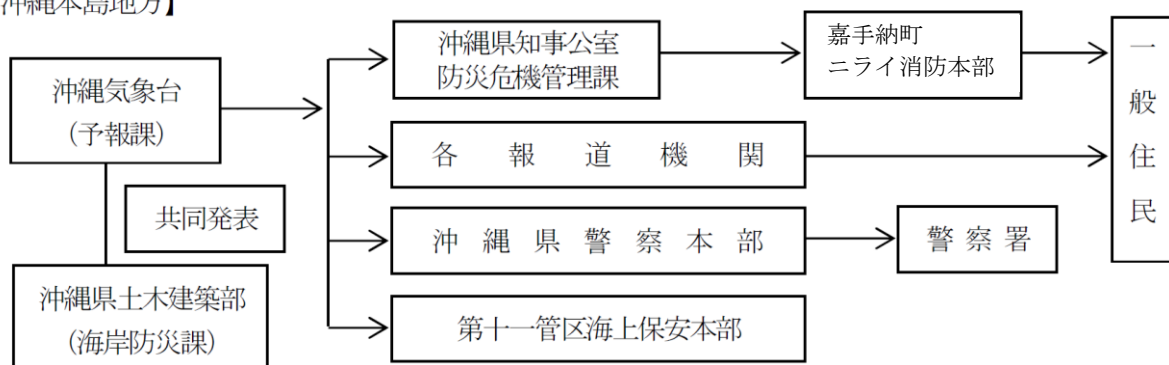 沖縄本島地方】
沖縄気象台
(予報課)
共同発表
沖縄県土木建築部
(海岸防災課)
沖縄県知事公室
防災危機管理課
嘉手納町
ニライ消防本部
各報道機関
沖縄県警察本部
警察署
第十一管区海上保安本部
一般住民